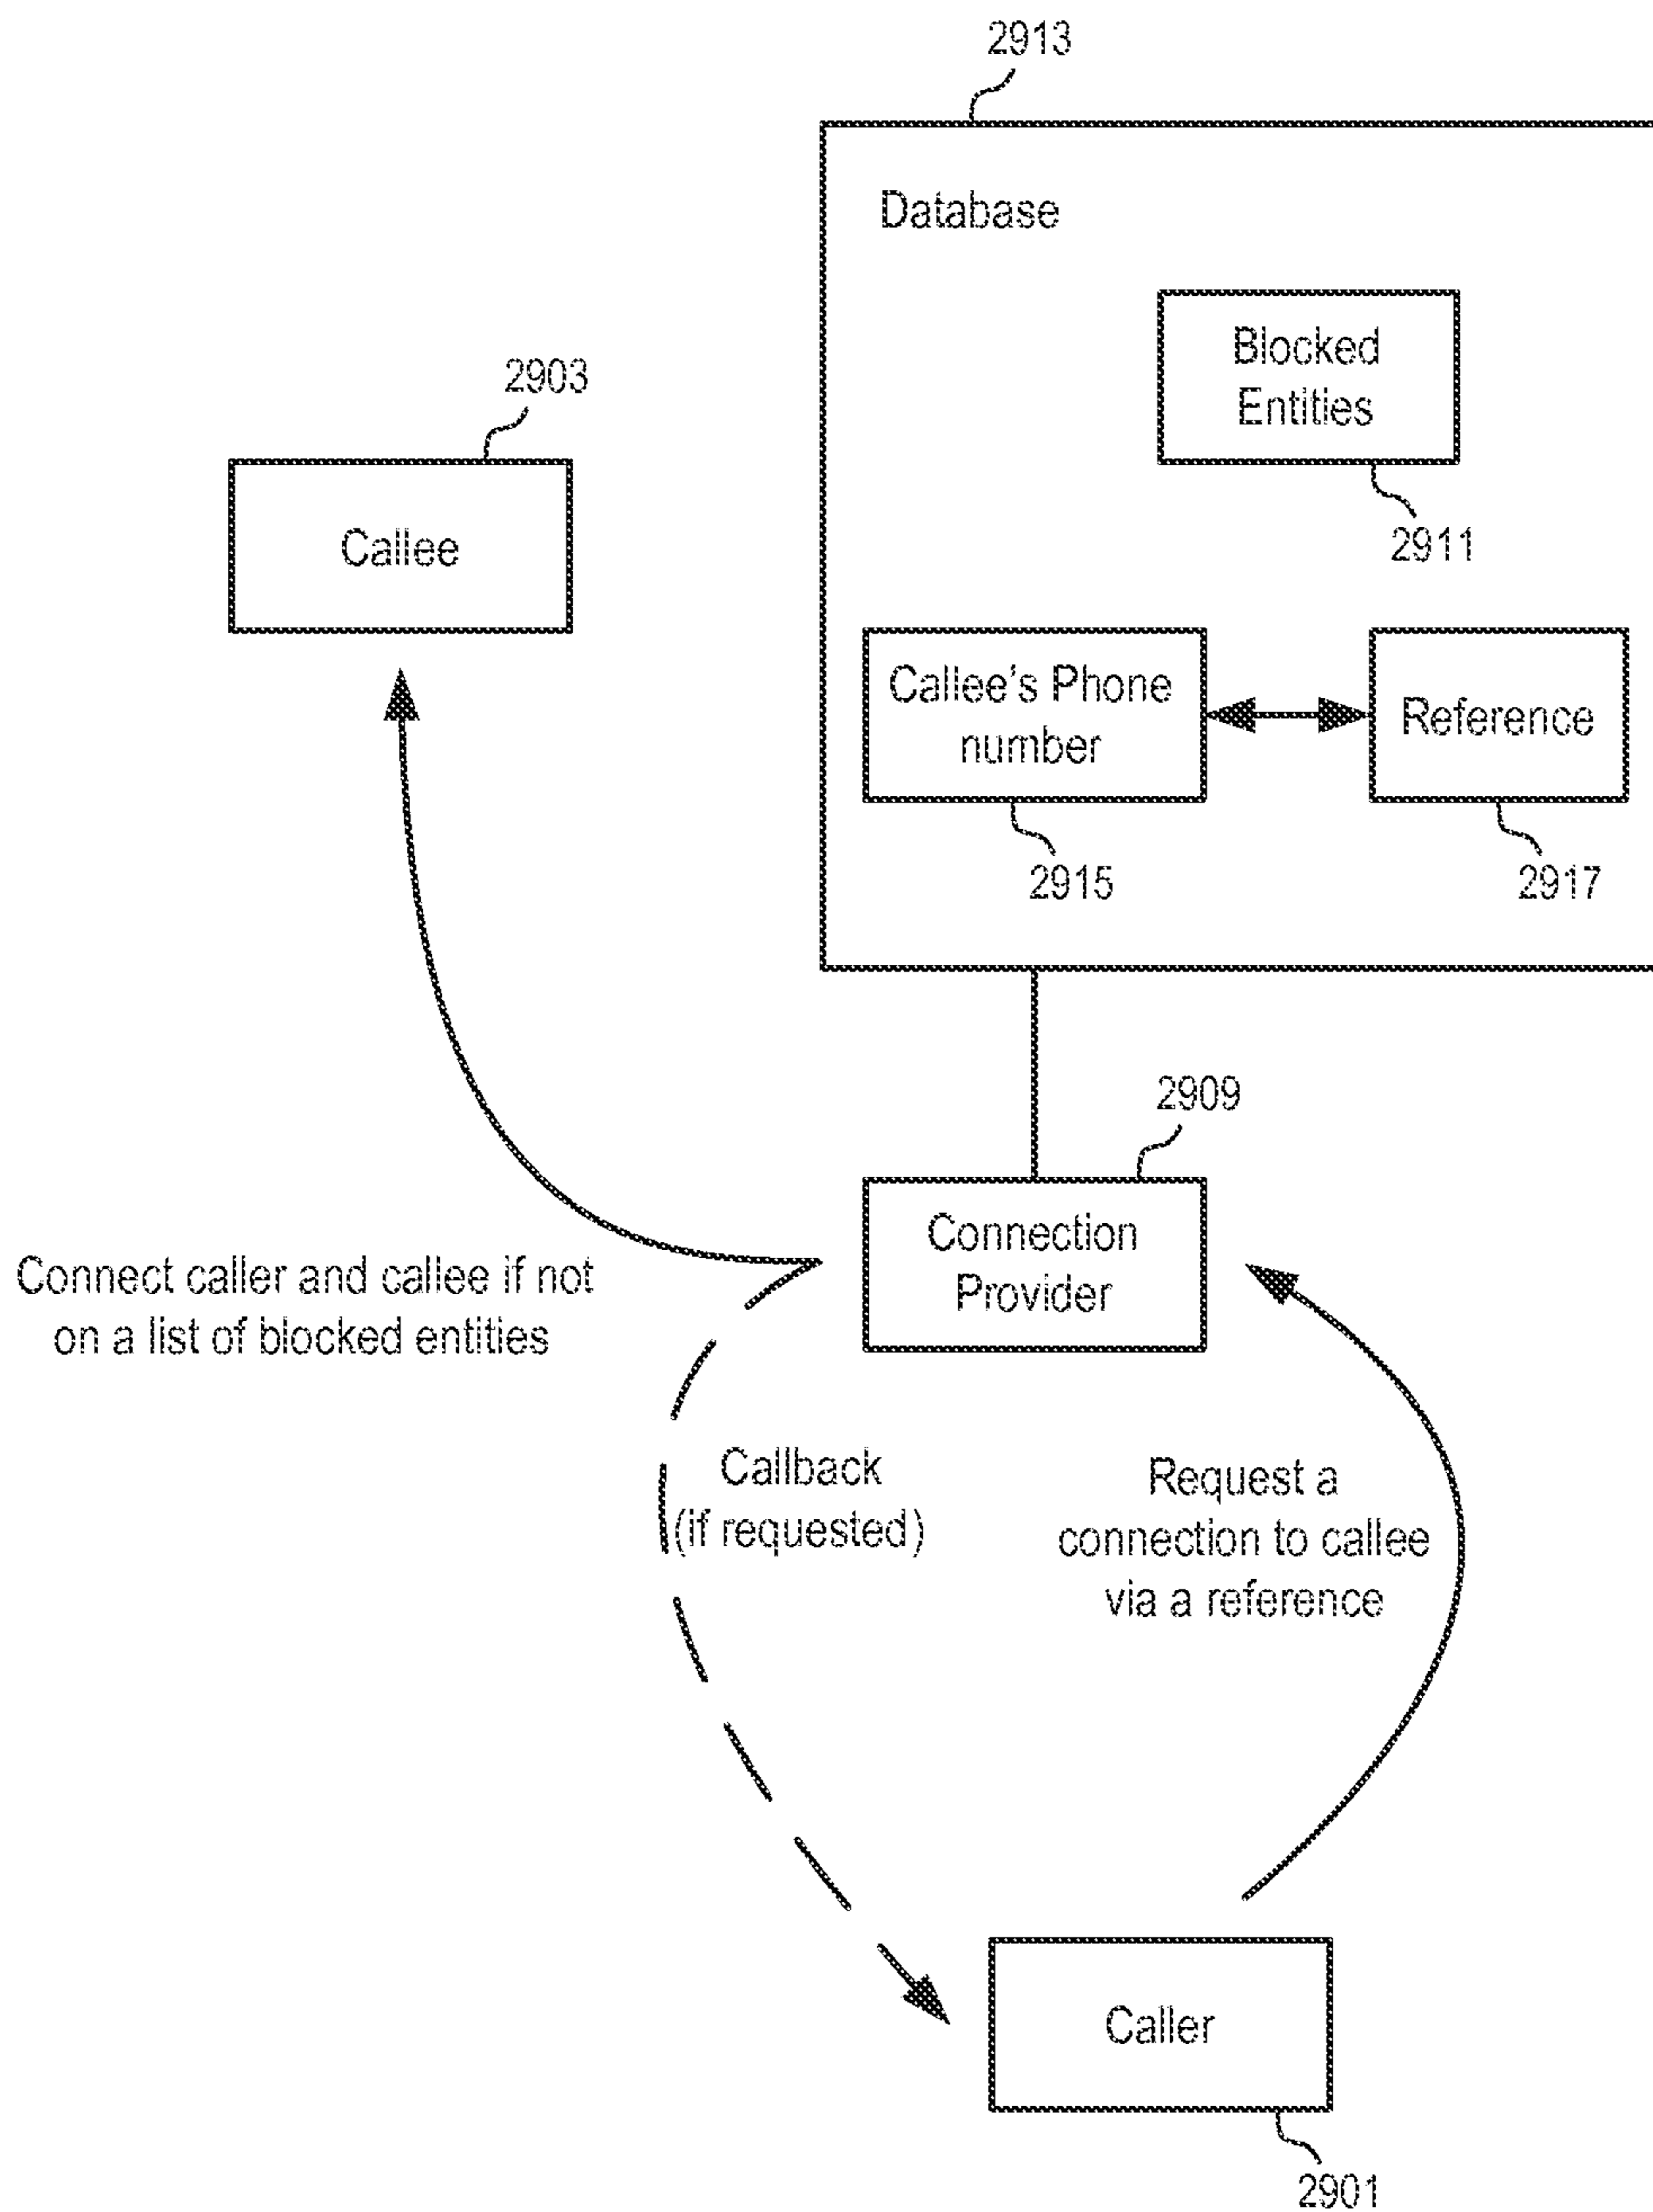 2913
Database
Blocked
Entities
2911
2903
Callee
Callee's Phone
number
2915
Reference
2917
2909
Connection
Provider
Connect caller and callee if not
on a list of blocked entities
Callback
(if requested)
Request a
connection to callee
via a reference
Caller
2901